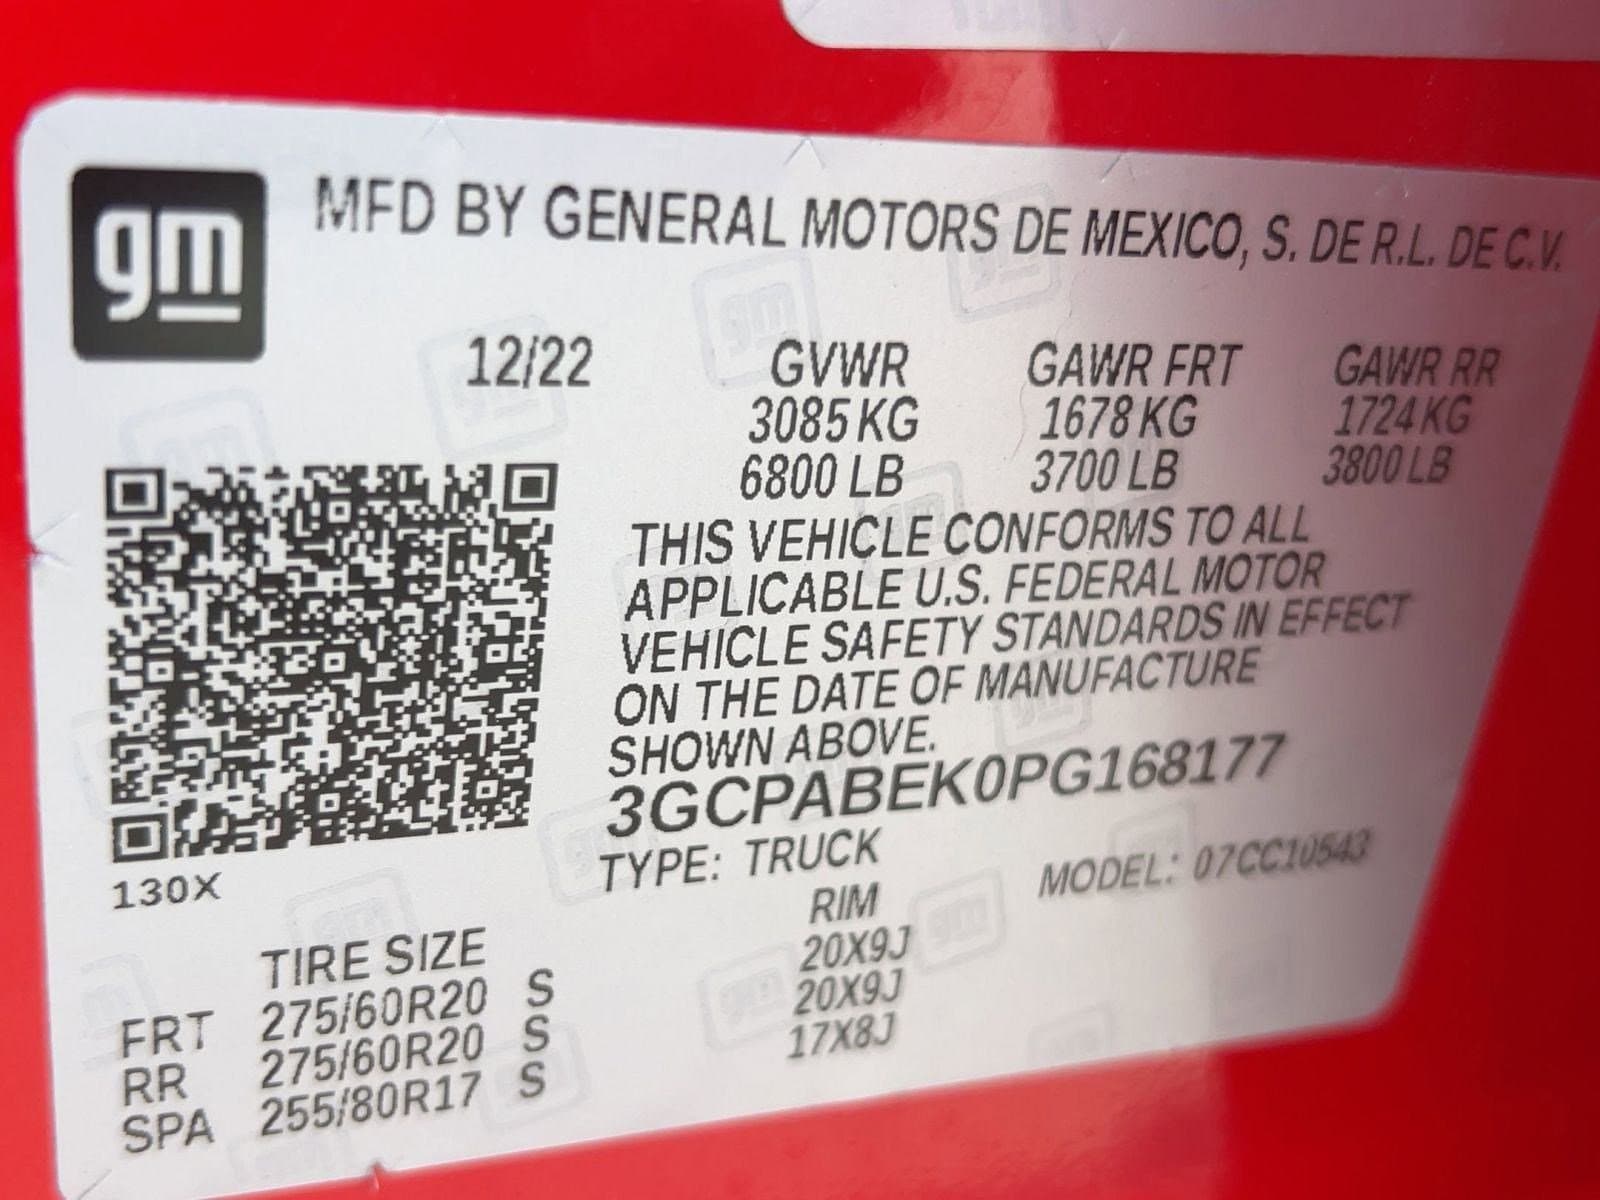 gm
MFD BY GENERAL MOTORS DE MEXICO, S. DE R.L. DE C.V.
12/22 GVWR GAWR FRT GAWR RR
3085 KG 1678 KG 1724 KG
6800 LB 3700 LB 3800 LB
THIS VEHICLE CONFORMS TO ALL
APPLICABLE U.S. FEDERAL MOTOR
VEHICLE SAFETY STANDARDS IN EFFECT
ON THE DATE OF MANUFACTURE
SHOWN ABOVE.
3GCPABEK0PG168177
TYPE: TRUCK MODEL: 07CC10543
130X
TIRE SIZE RIM
FRT 275/60R20 S 20X9J
RR 275/60R20 S 20X9J
SPA 255/80R17 S 17X8J